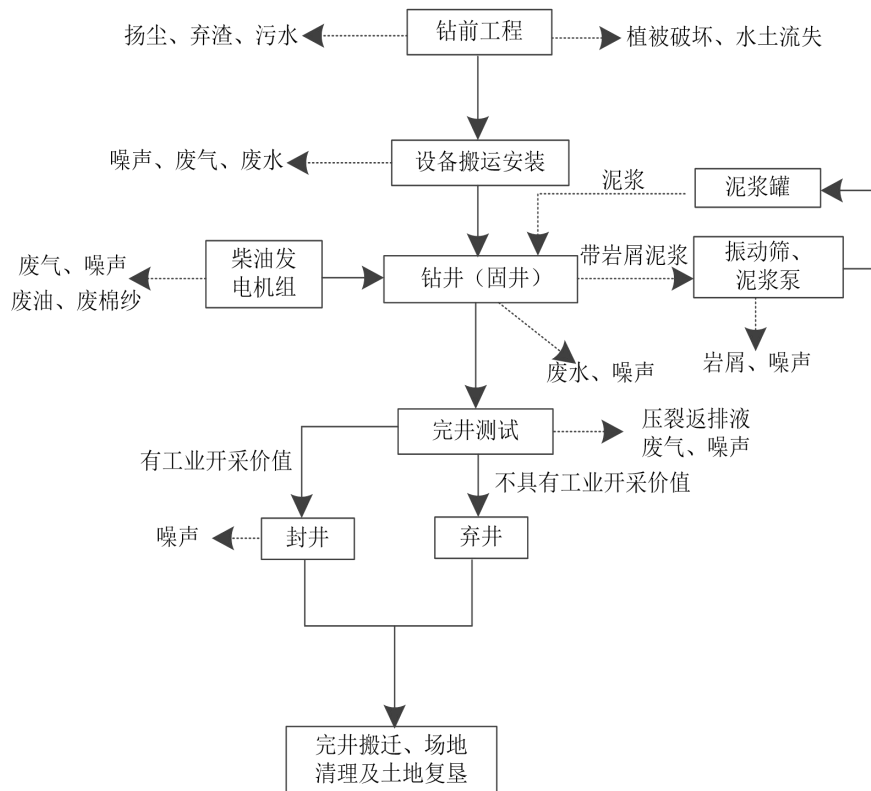 扬尘、弃渣、污水
钻前工程
植被破坏、水土流失
噪声、废气、废水
设备搬运安装
泥浆
泥浆罐
废气、噪声
废油、废棉纱
柴油发
电机组
钻井（固井）
带岩屑泥浆
振动筛、
泥浆泵
废水、噪声
岩屑、噪声
完井测试
压裂返排液
废气、噪声
有工业开采价值
不具有工业开采价值
噪声
封井
弃井
完井搬迁、场地
清理及土地复垦